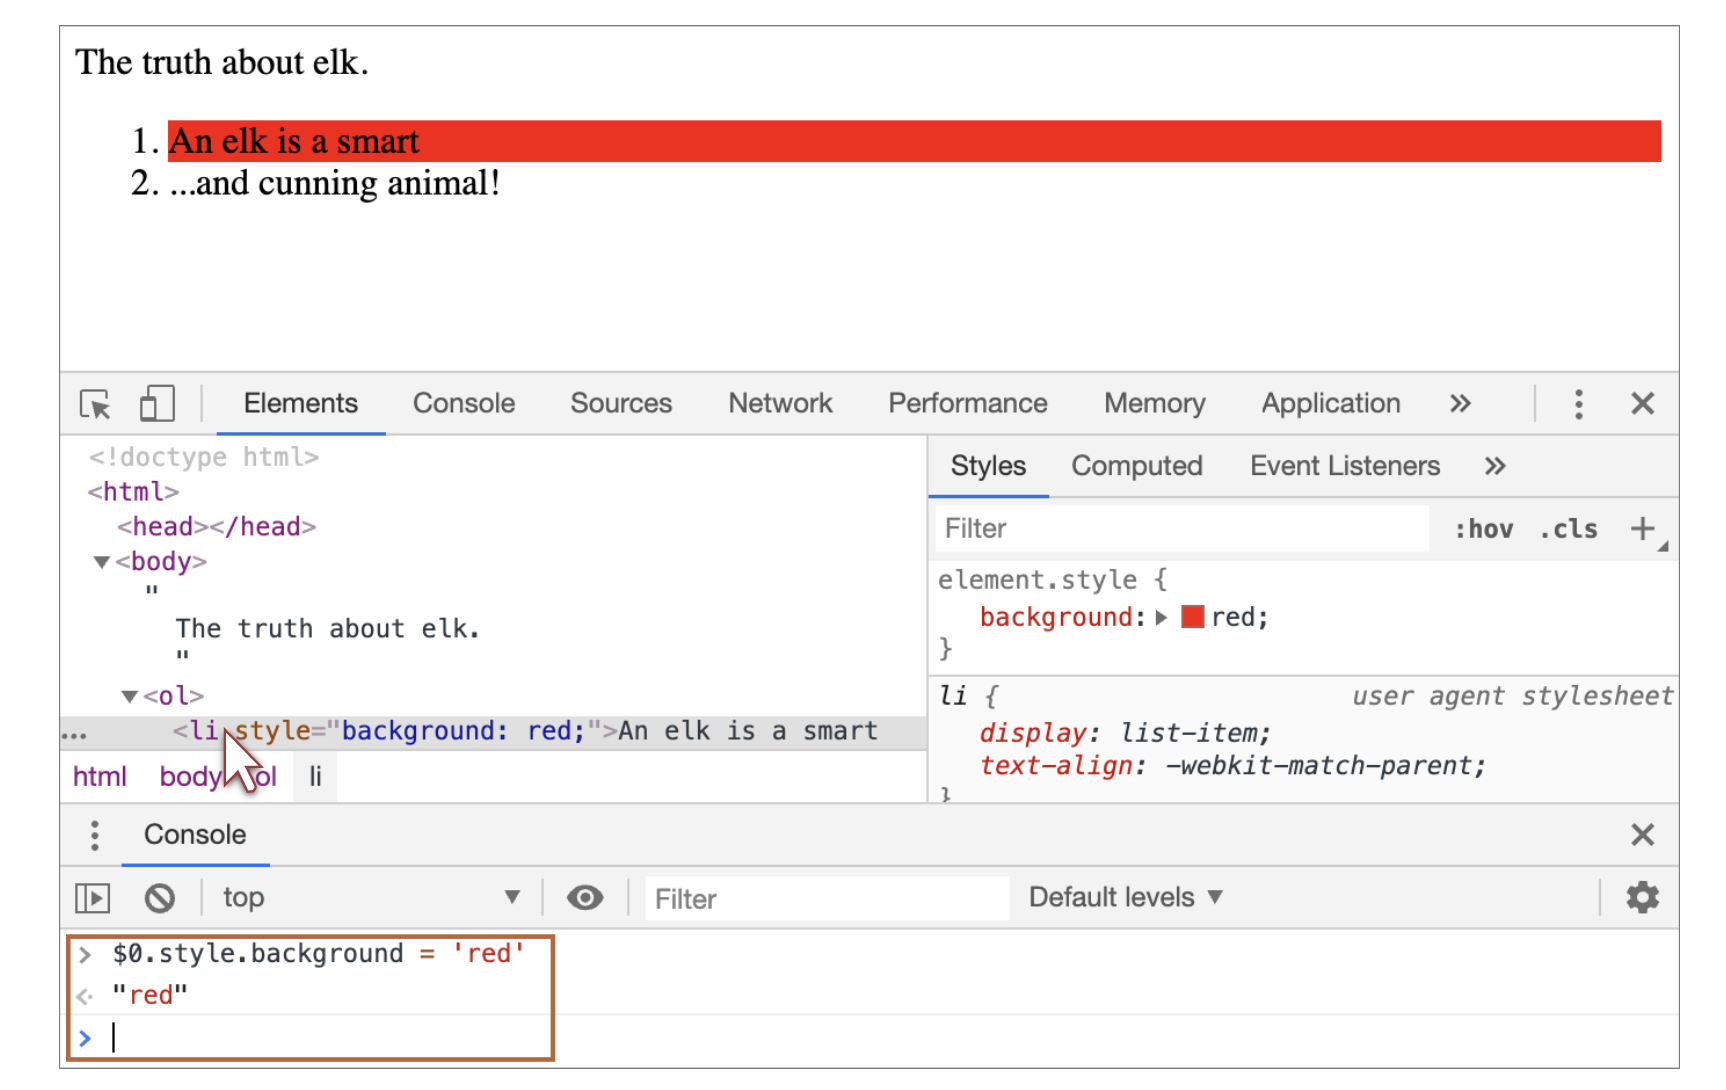 The truth about elk.
1. An elk is a smart
2. ...and cunning animal!
Elements Console Sources Network Performance Memory Application »
<!doctype html>
<html>
<head></head>
▼<body>
"
The truth about elk.
"
▼<ol>
... <li style="background: red;">An elk is a smart
html body ol li
Styles Computed Event Listeners »
Filter :hov .cls +
element.style {
background: ▶ red;
}
li { user agent stylesheet
display: list-item;
text-align: -webkit-match-parent;
}
Console
top ▼ Filter Default levels ▼
> $0.style.background = 'red'
<· "red"
>